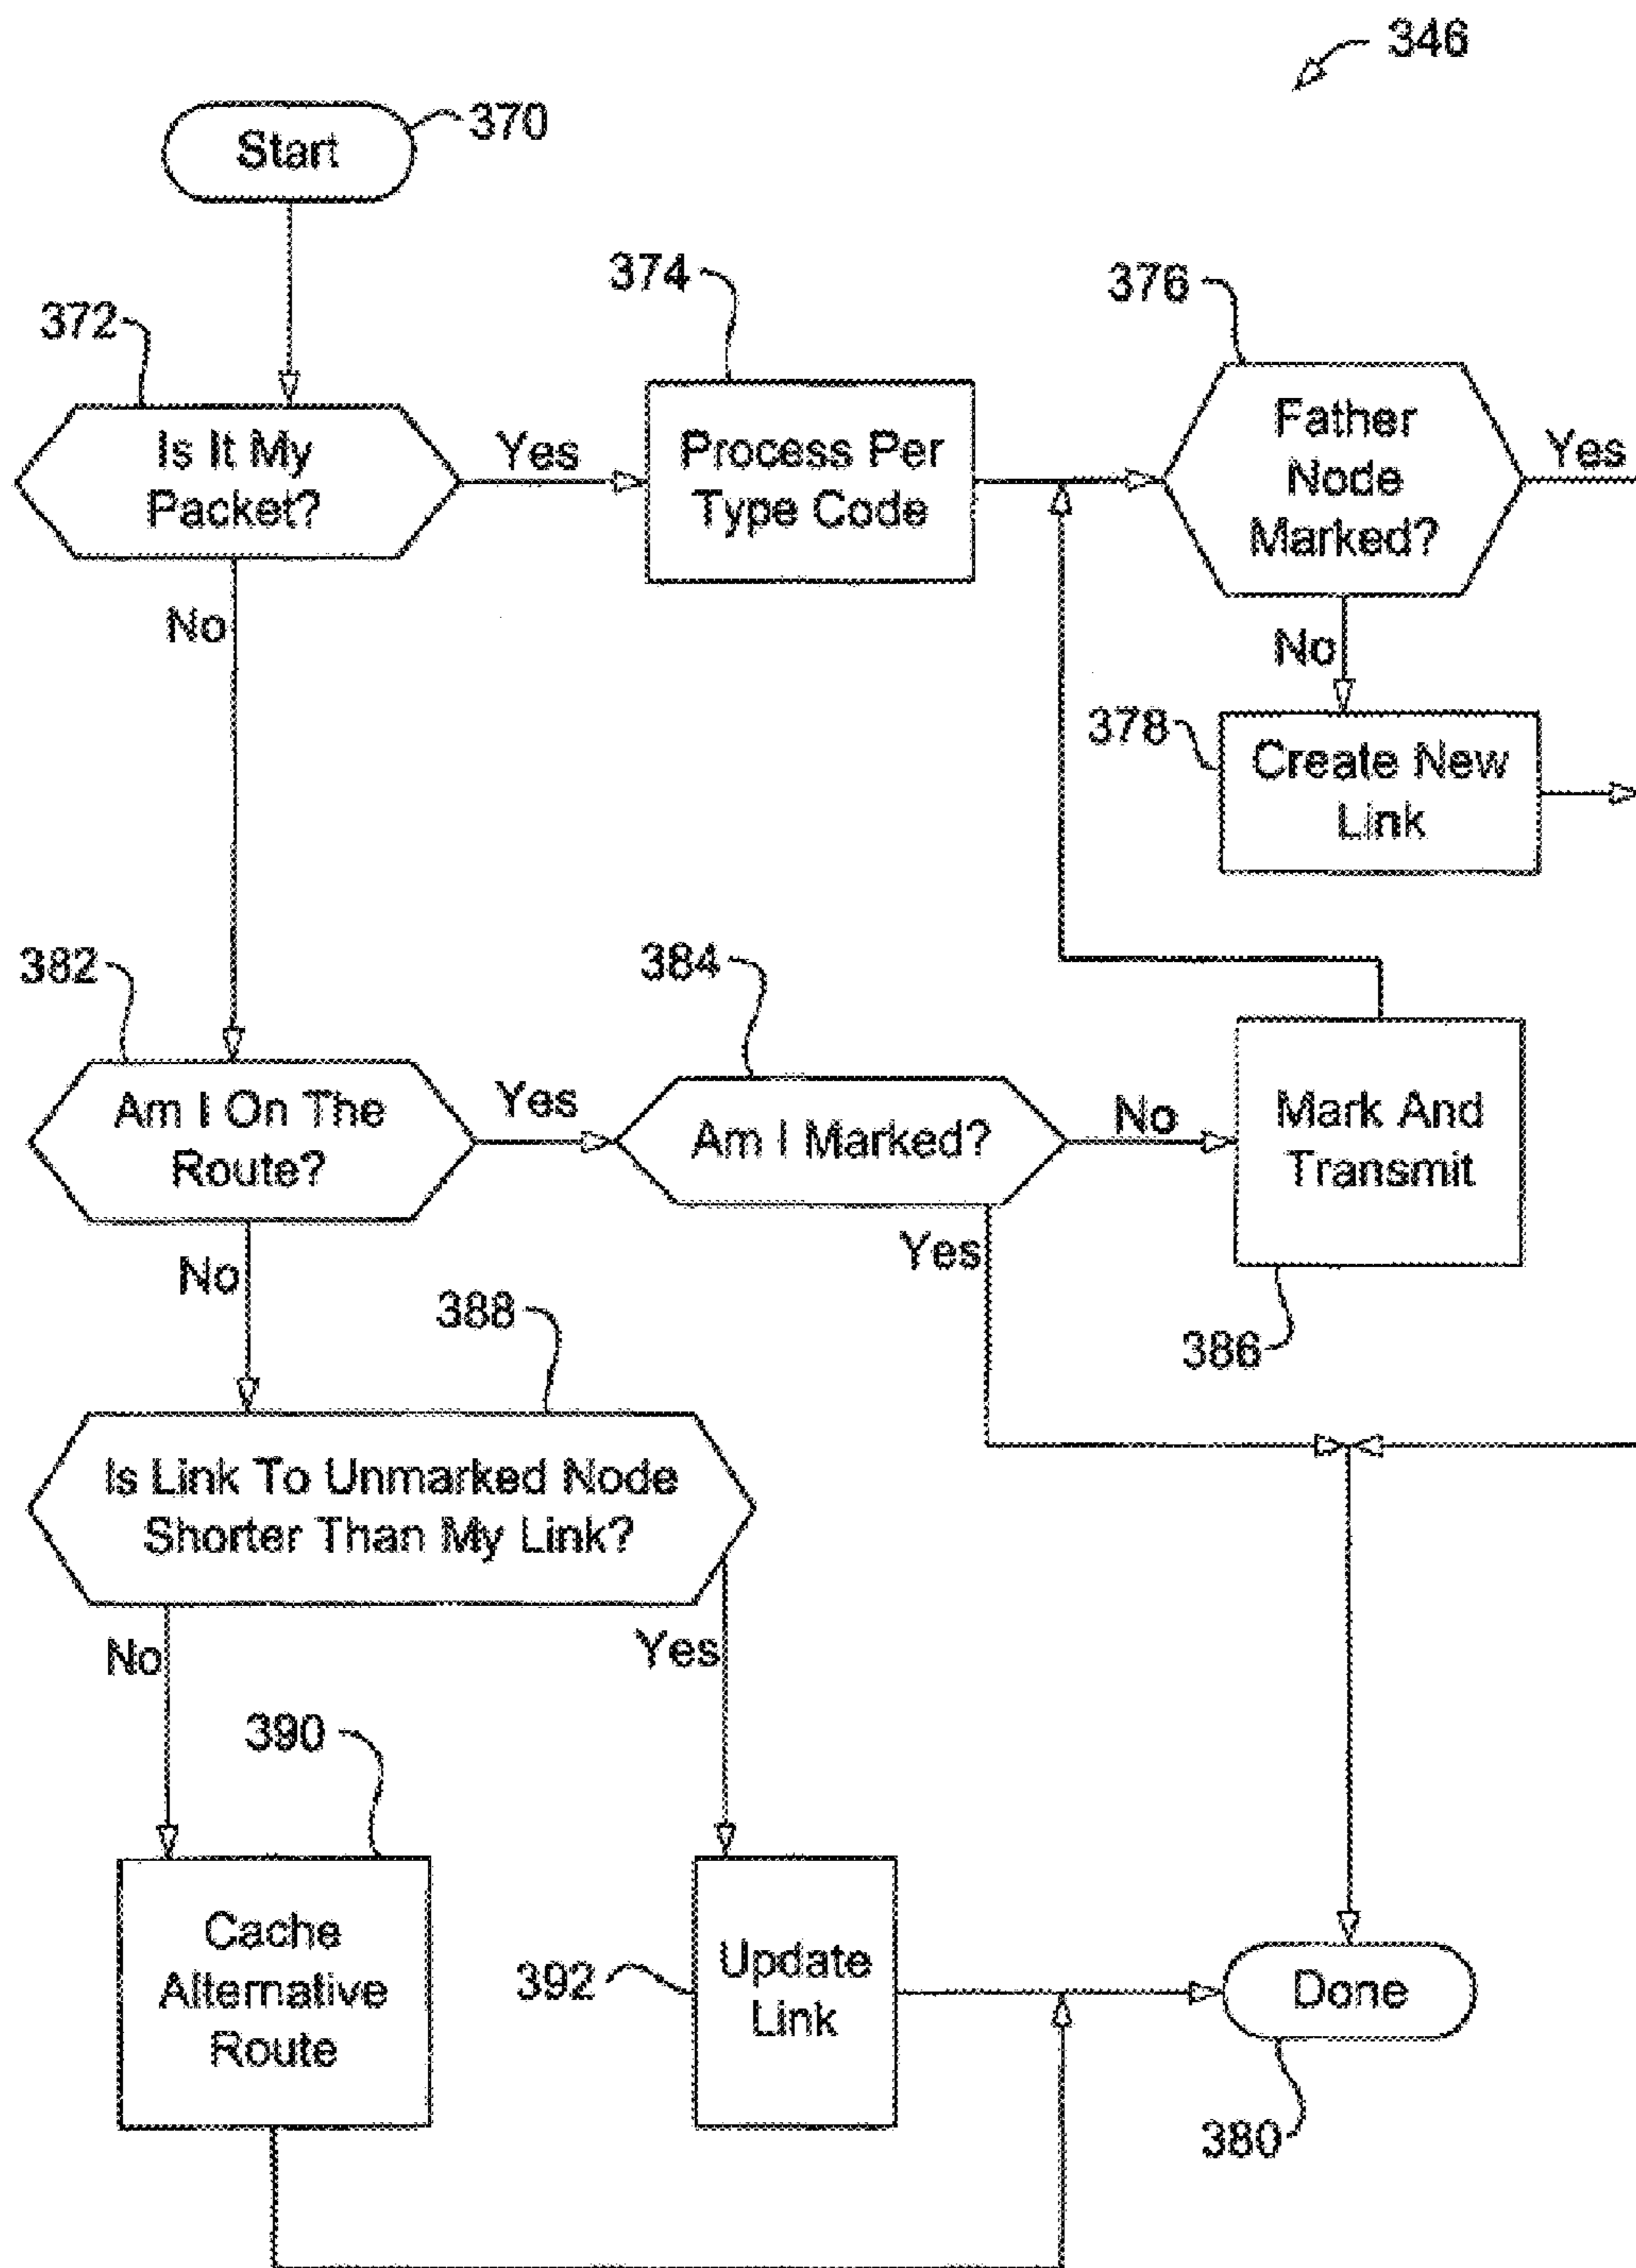 346
Start
370
372
Is It My
Packet?
Yes
374
Process Per
Type Code
376
Father
Node
Marked?
Yes
No
No
378
Create New
Link
382
Am I On The
Route?
Yes
384
Am I Marked?
No
Mark And
Transmit
386
Yes
No
388
Is Link To Unmarked Node
Shorter Than My Link?
No
Yes
390
Cache
Alternative
Route
392
Update
Link
Done
380